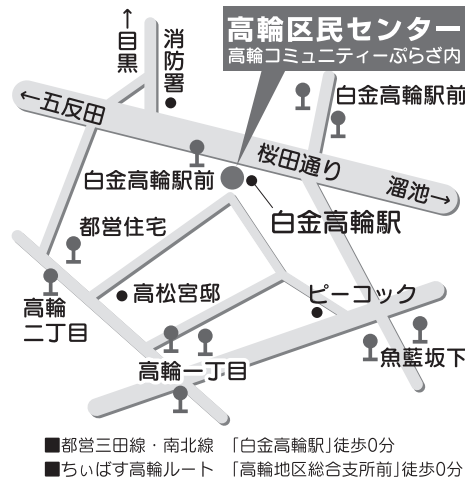 ↑目黒
消防署
高輪区民センター
高輪コミュニティーぷらざ内
白金高輪駅前
←五反田
桜田通り
溜池→
白金高輪駅前
白金高輪駅
都営住宅
高松宮邸
ピーコック
高輪
二丁目
魚藍坂下
高輪一丁目
■都営三田線・南北線 「白金高輪駅」徒歩0分
■ちぃばす高輪ルート 「高輪地区総合支所前」徒歩0分